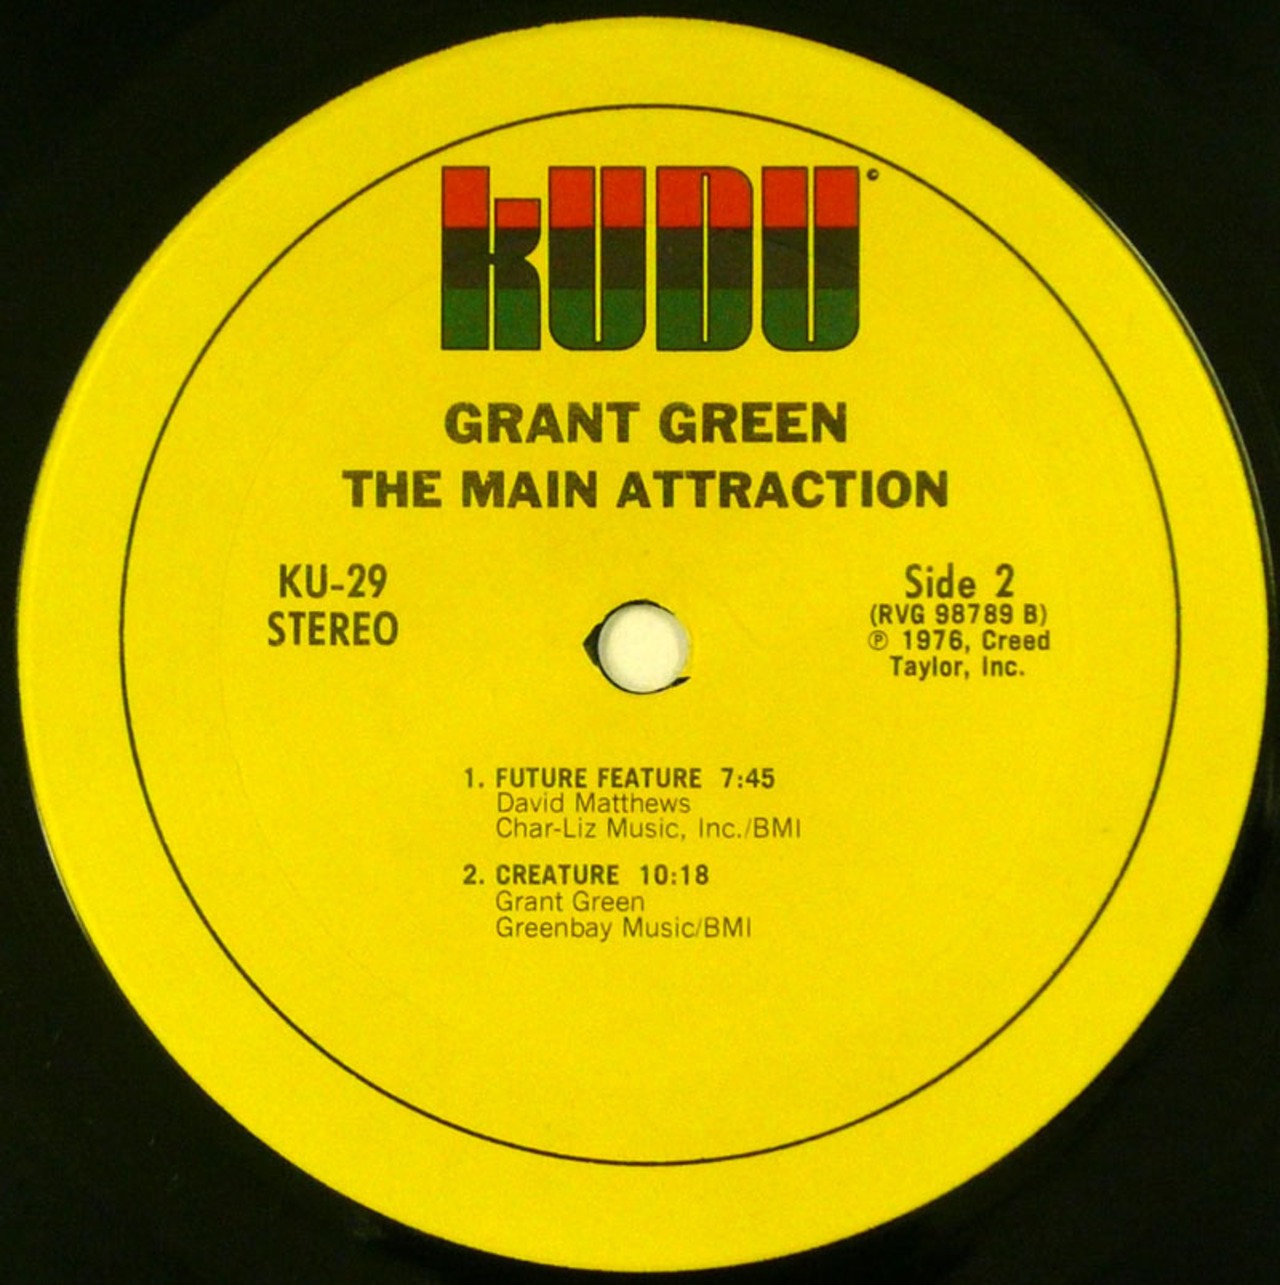 kUDU ©
GRANT GREEN
THE MAIN ATTRACTION
KU-29
STEREO
Side 2
(RVG 98789 B)
℗ 1976, Creed
Taylor, Inc.
1. FUTURE FEATURE 7:45
David Matthews
Char-Liz Music, Inc./BMI
2. CREATURE 10:18
Grant Green
Greenbay Music/BMI